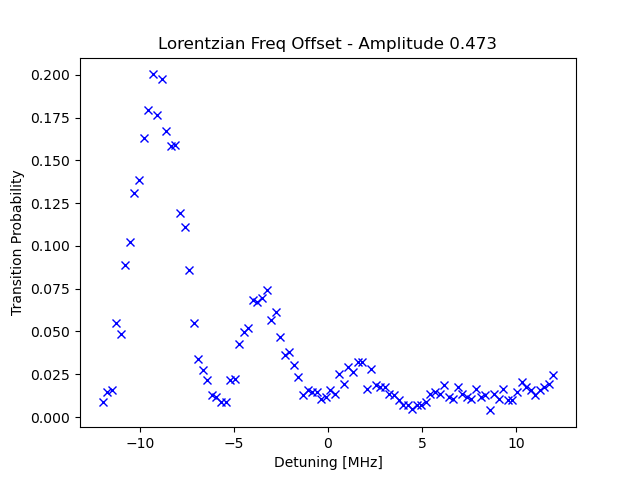 Lorentzian Freq Offset - Amplitude 0.473
Transition Probability
0.200
0.175
0.150
0.125
0.100
0.075
0.050
0.025
0.000
−10 −5 0 5 10
Detuning [MHz]